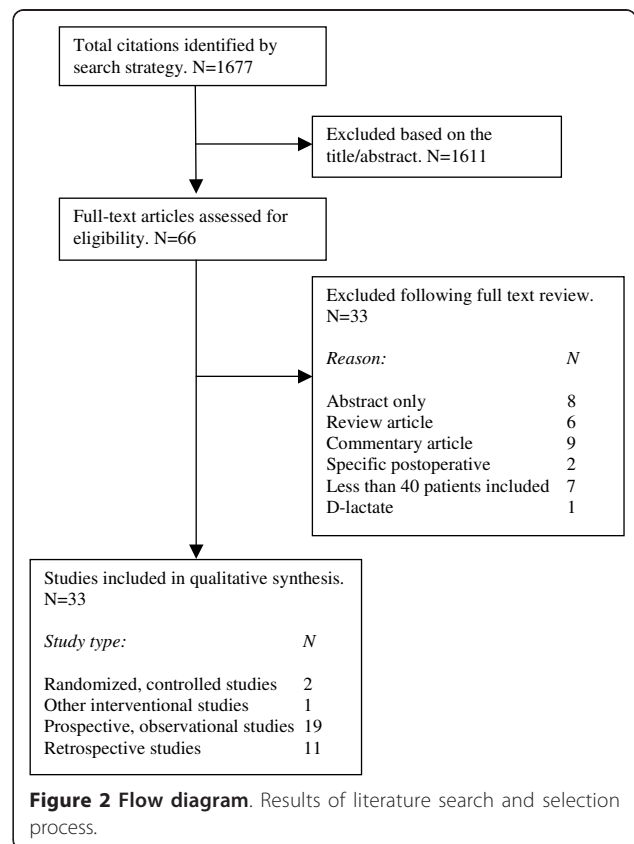 Total citations identified by
search strategy. N=1677
Excluded based on the
title/abstract. N=1611
Full-text articles assessed for
eligibility. N=66
Excluded following full text review.
N=33
Reason: N
Abstract only 8
Review article 6
Commentary article 9
Specific postoperative 2
Less than 40 patients included 7
D-lactate 1
Studies included in qualitative synthesis.
N=33
Study type: N
Randomized, controlled studies 2
Other interventional studies 1
Prospective, observational studies 19
Retrospective studies 11
Figure 2 Flow diagram. Results of literature search and selection
process.